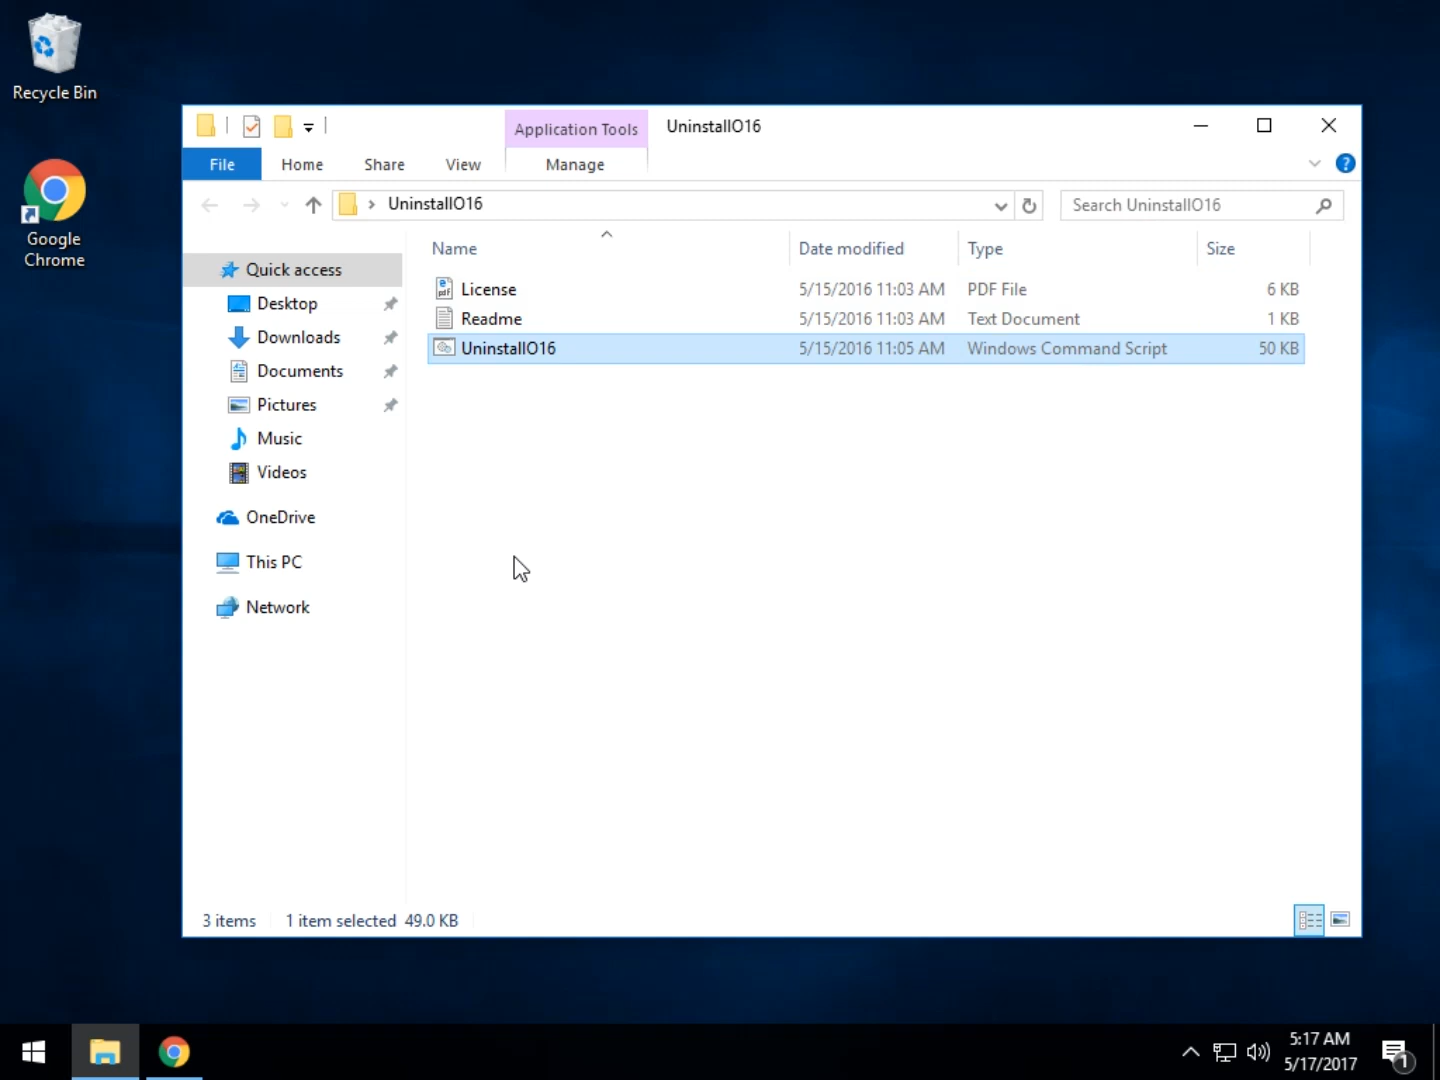 Recycle Bin
Google
Chrome
Application Tools
UninstallO16
File
Home
Share
View
Manage
UninstallO16
Search UninstallO16
Name
Date modified
Type
Size
Quick access
Desktop
Downloads
Documents
Pictures
Music
Videos
OneDrive
This PC
Network
License 5/15/2016 11:03 AM PDF File 6 KB
Readme 5/15/2016 11:03 AM Text Document 1 KB
UninstallO16 5/15/2016 11:05 AM Windows Command Script 50 KB
3 items 1 item selected 49.0 KB
5:17 AM
5/17/2017
1